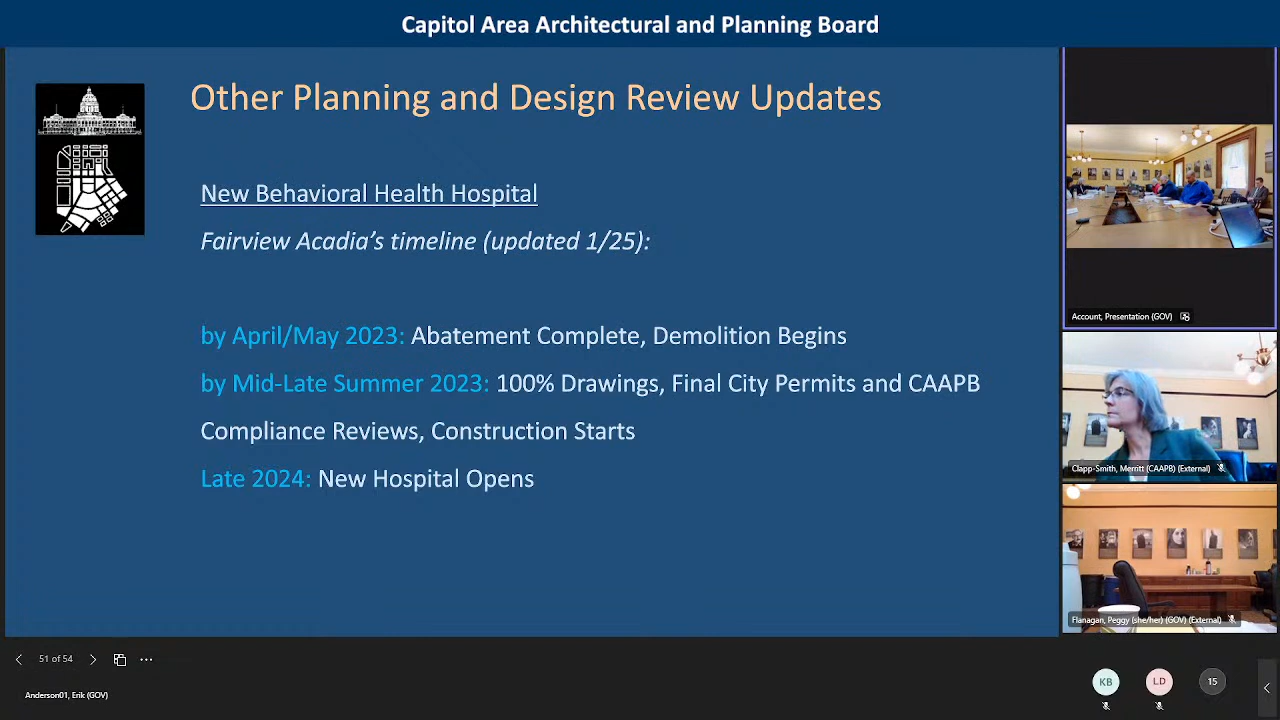 Capitol Area Architectural and Planning Board
Other Planning and Design Review Updates
New Behavioral Health Hospital
Fairview Acadia's timeline (updated 1/25):
by April/May 2023: Abatement Complete, Demolition Begins
by Mid-Late Summer 2023: 100% Drawings, Final City Permits and CAAPB
Compliance Reviews, Construction Starts
Late 2024: New Hospital Opens
Account, Presentation (GOV)
Clapp-Smith, Merritt (CAAPB) (External)
Flanagan, Peggy (she/her) (GOV) (External)
51 of 54
Anderson01, Erik (GOV)
KB
LD
15